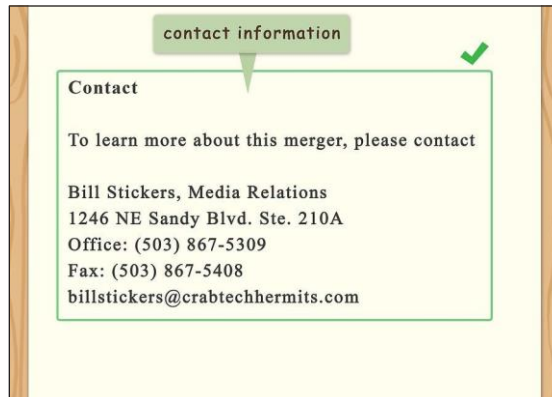 contact information
Contact
To learn more about this merger, please contact
Bill Stickers, Media Relations
1246 NE Sandy Blvd. Ste. 210A
Office: (503) 867-5309
Fax: (503) 867-5408
billstickers@crabtechhermits.com